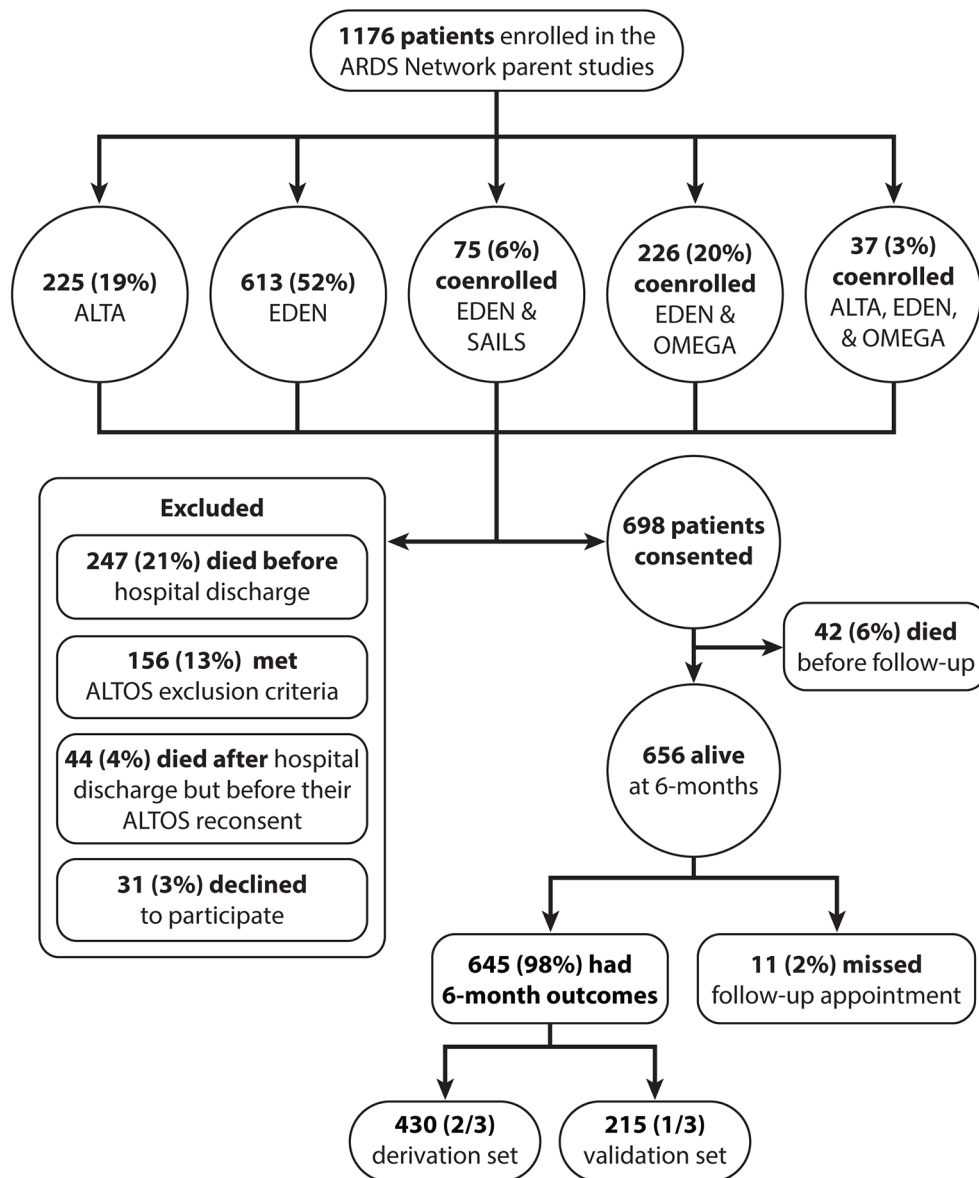 1176 patients enrolled in the
ARDS Network parent studies
225 (19%)
ALTA
613 (52%)
EDEN
75 (6%)
coenrolled
EDEN &
SAILS
226 (20%)
coenrolled
EDEN &
OMEGA
37 (3%)
coenrolled
ALTA, EDEN,
& OMEGA
Excluded
247 (21%) died before
hospital discharge
156 (13%) met
ALTOS exclusion criteria
44 (4%) died after hospital
discharge but before their
ALTOS reconsent
31 (3%) declined
to participate
698 patients
consented
42 (6%) died
before follow-up
656 alive
at 6-months
645 (98%) had
6-month outcomes
11 (2%) missed
follow-up appointment
430 (2/3)
derivation set
215 (1/3)
validation set